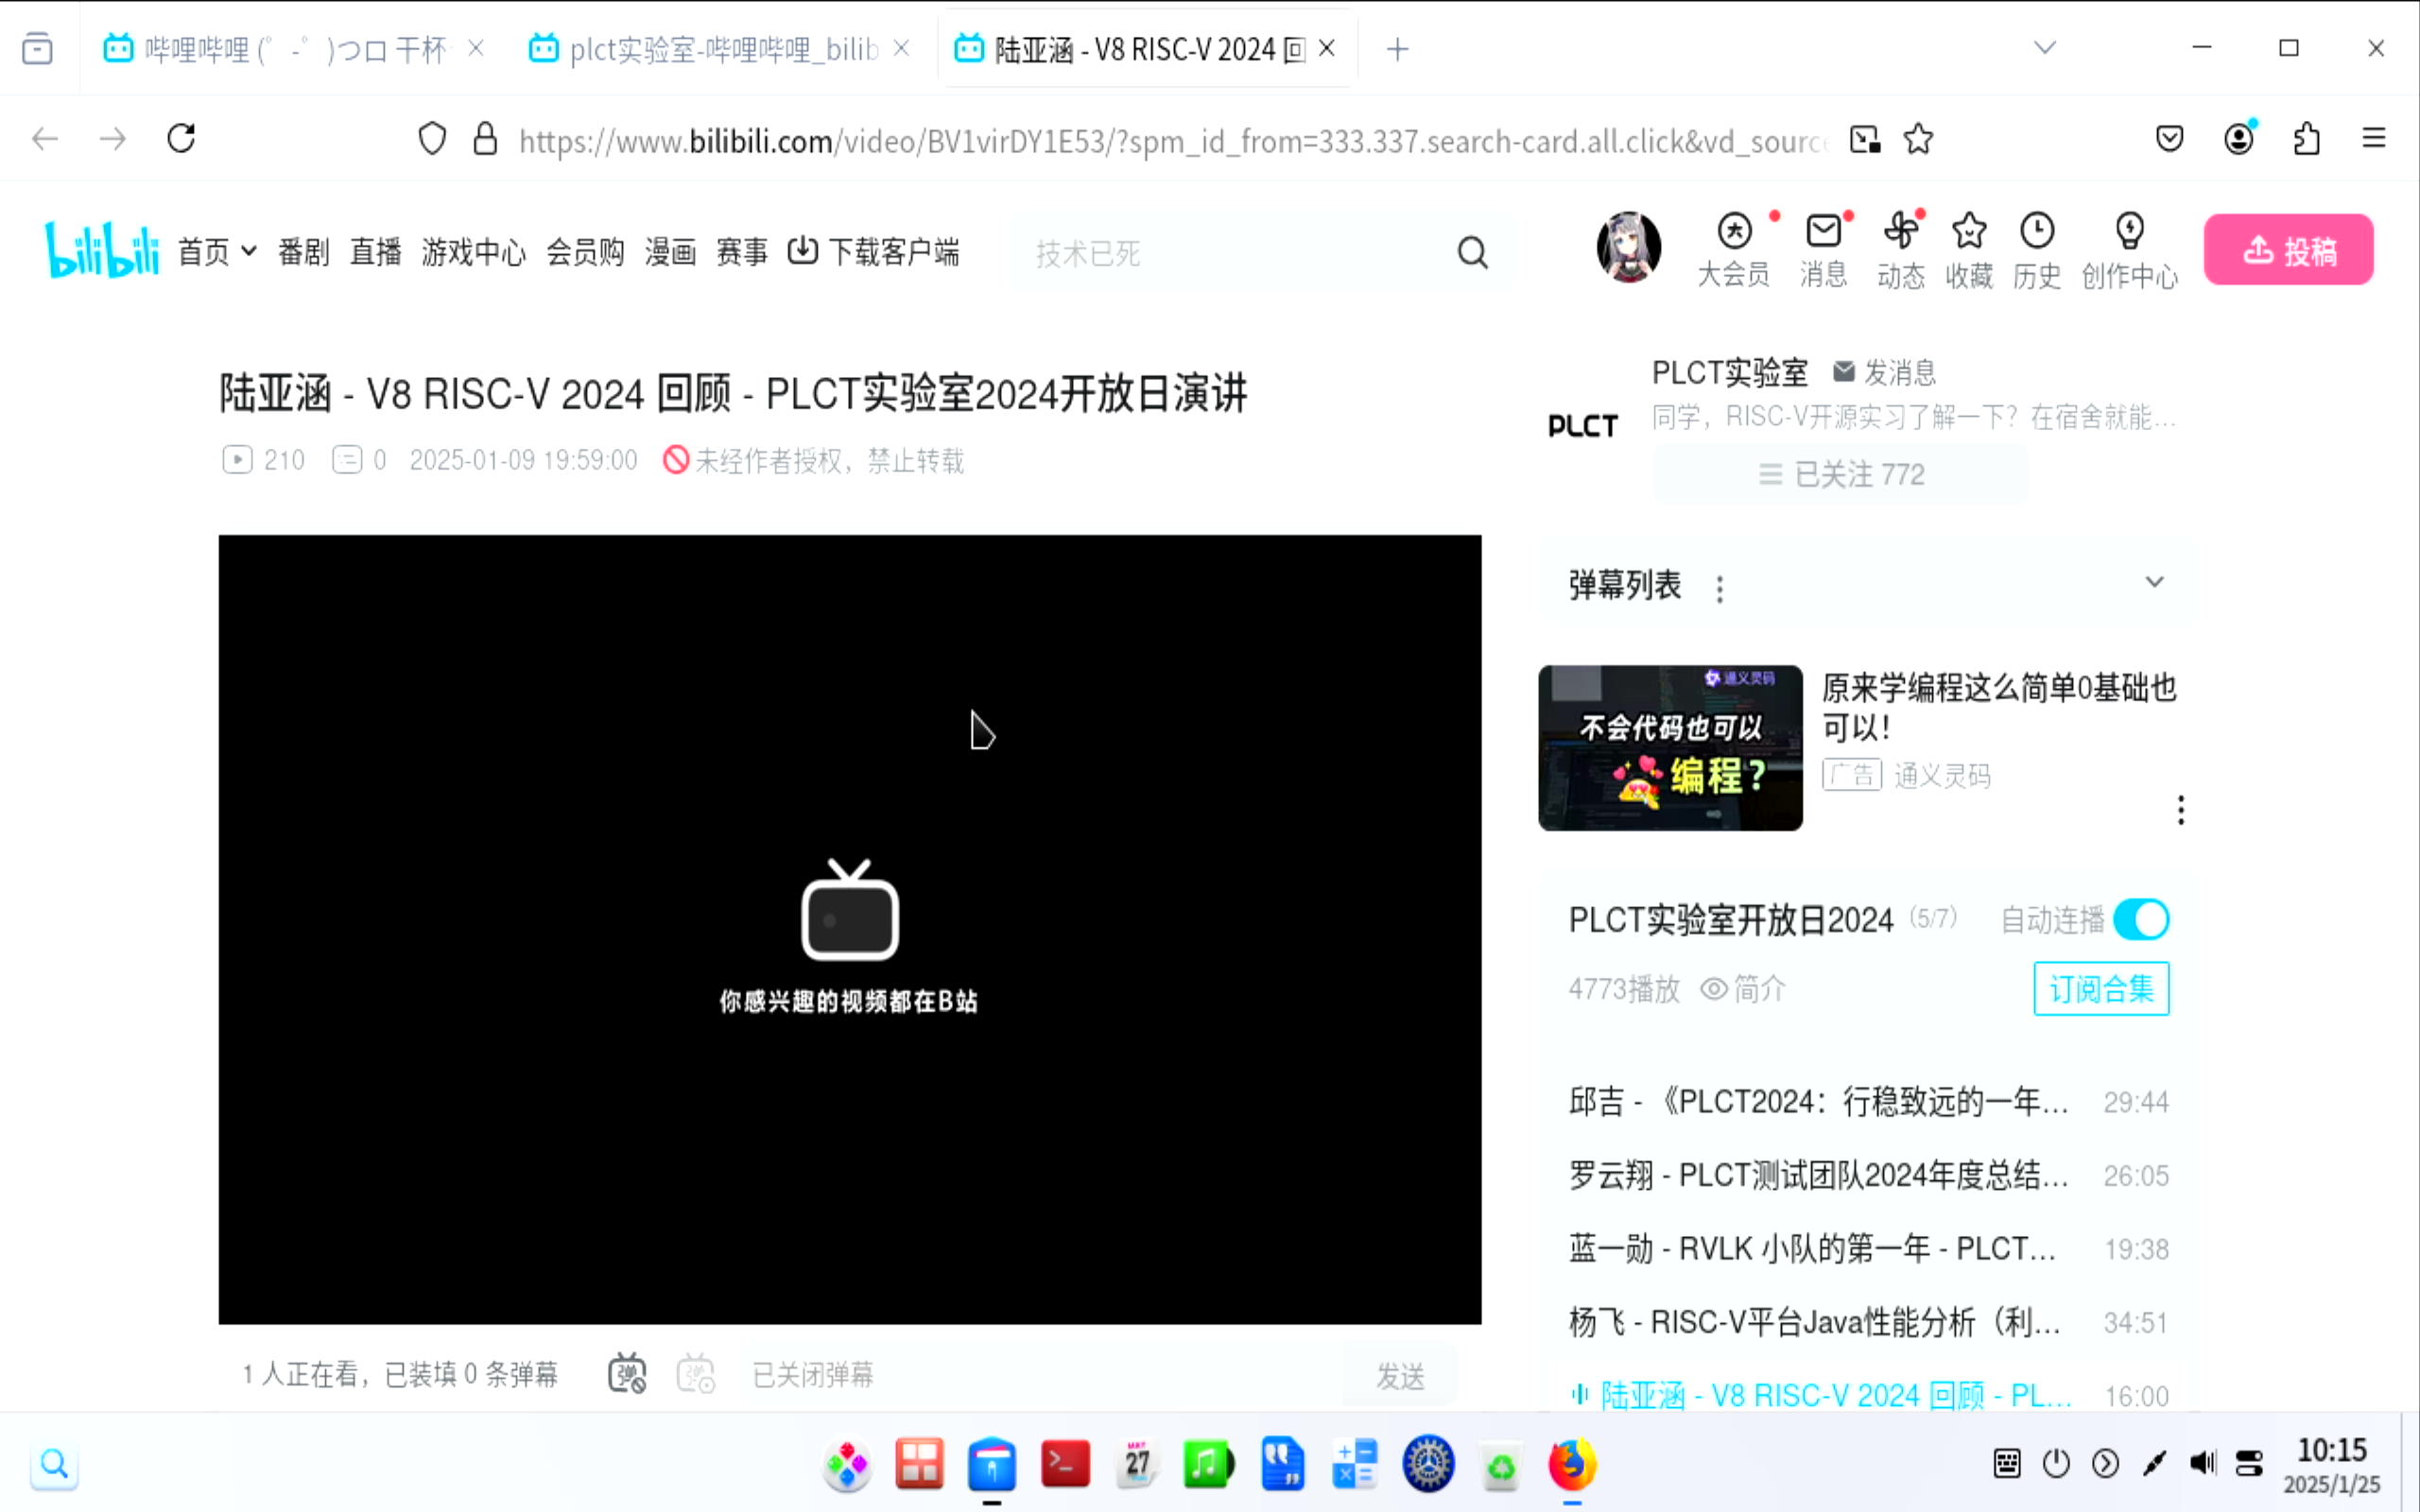 哔哩哔哩 (゜-゜)つロ 干杯
plct实验室-哔哩哔哩_bilib
陆亚涵 - V8 RISC-V 2024 回
https://www.bilibili.com/video/BV1virDY1E53/?spm_id_from=333.337.search-card.all.click&vd_source
bilibili 首页 番剧 直播 游戏中心 会员购 漫画 赛事 下载客户端
技术已死
大会员 消息 动态 收藏 历史 创作中心
投稿
陆亚涵 - V8 RISC-V 2024 回顾 - PLCT实验室2024开放日演讲
210 0 2025-01-09 19:59:00 未经作者授权，禁止转载
PLCT
PLCT实验室 发消息
同学，RISC-V开源实习了解一下？在宿舍就能…
已关注 772
你感兴趣的视频都在B站
弹幕列表
通义灵码
不会代码也可以
编程？
原来学编程这么简单0基础也
可以！
广告 通义灵码
PLCT实验室开放日2024 （5/7） 自动连播
4773播放 简介 订阅合集
邱吉 - 《PLCT2024：行稳致远的一年… 29:44
罗云翔 - PLCT测试团队2024年度总结… 26:05
蓝一勋 - RVLK 小队的第一年 - PLCT… 19:38
杨飞 - RISC-V平台Java性能分析（利… 34:51
陆亚涵 - V8 RISC-V 2024 回顾 - PL… 16:00
1 人正在看，已装填 0 条弹幕 已关闭弹幕 发送
27
10:15
2025/1/25